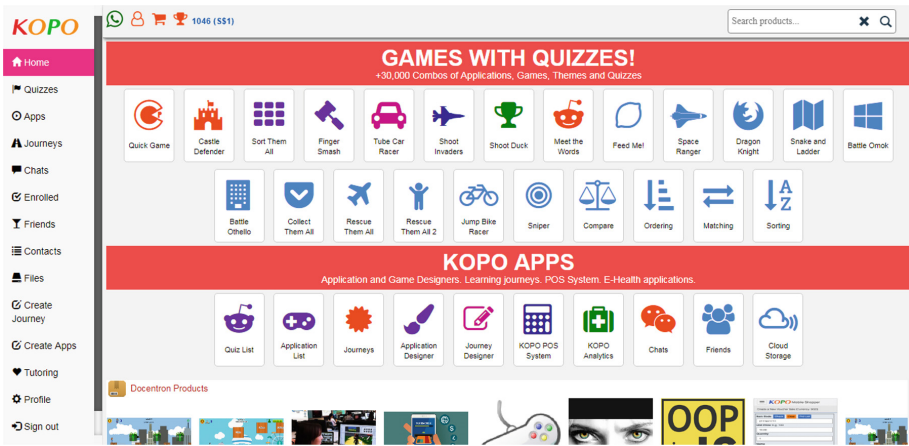 KOPO
Home
Quizzes
Apps
Journeys
Chats
Enrolled
Friends
Contacts
Files
Create
Journey
Create Apps
Tutoring
Profile
Sign out
1046 (S$1)
Search products...
GAMES WITH QUIZZES!
+30,000 Combos of Applications, Games, Themes and Quizzes
Quick Game
Castle
Defender
Sort Them
All
Finger
Smash
Tube Car
Racer
Shoot
Invaders
Shoot Duck
Meet the
Words
Feed Me!
Space
Ranger
Dragon
Knight
Snake and
Ladder
Battle Omok
Battle
Othello
Collect
Them All
Rescue
Them All
Rescue
Them All 2
Jump Bike
Racer
Sniper
Compare
Ordering
Matching
A
Z
Sorting
KOPO APPS
Application and Game Designers. Learning journeys. POS System. E-Health applications.
Quiz List
Application
List
Journeys
Application
Designer
Journey
Designer
KOPO POS
System
KOPO
Analytics
Chats
Friends
Cloud
Storage
Docentron Products
OOP
KOPO